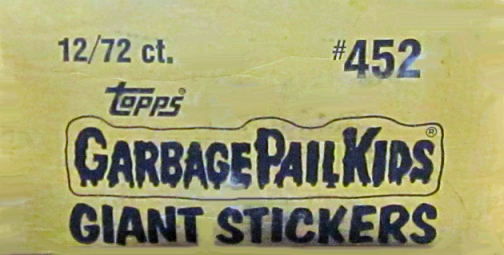 12/72 ct. #452
Topps®
GARBAGE PAIL KIDS®
GIANT STICKERS